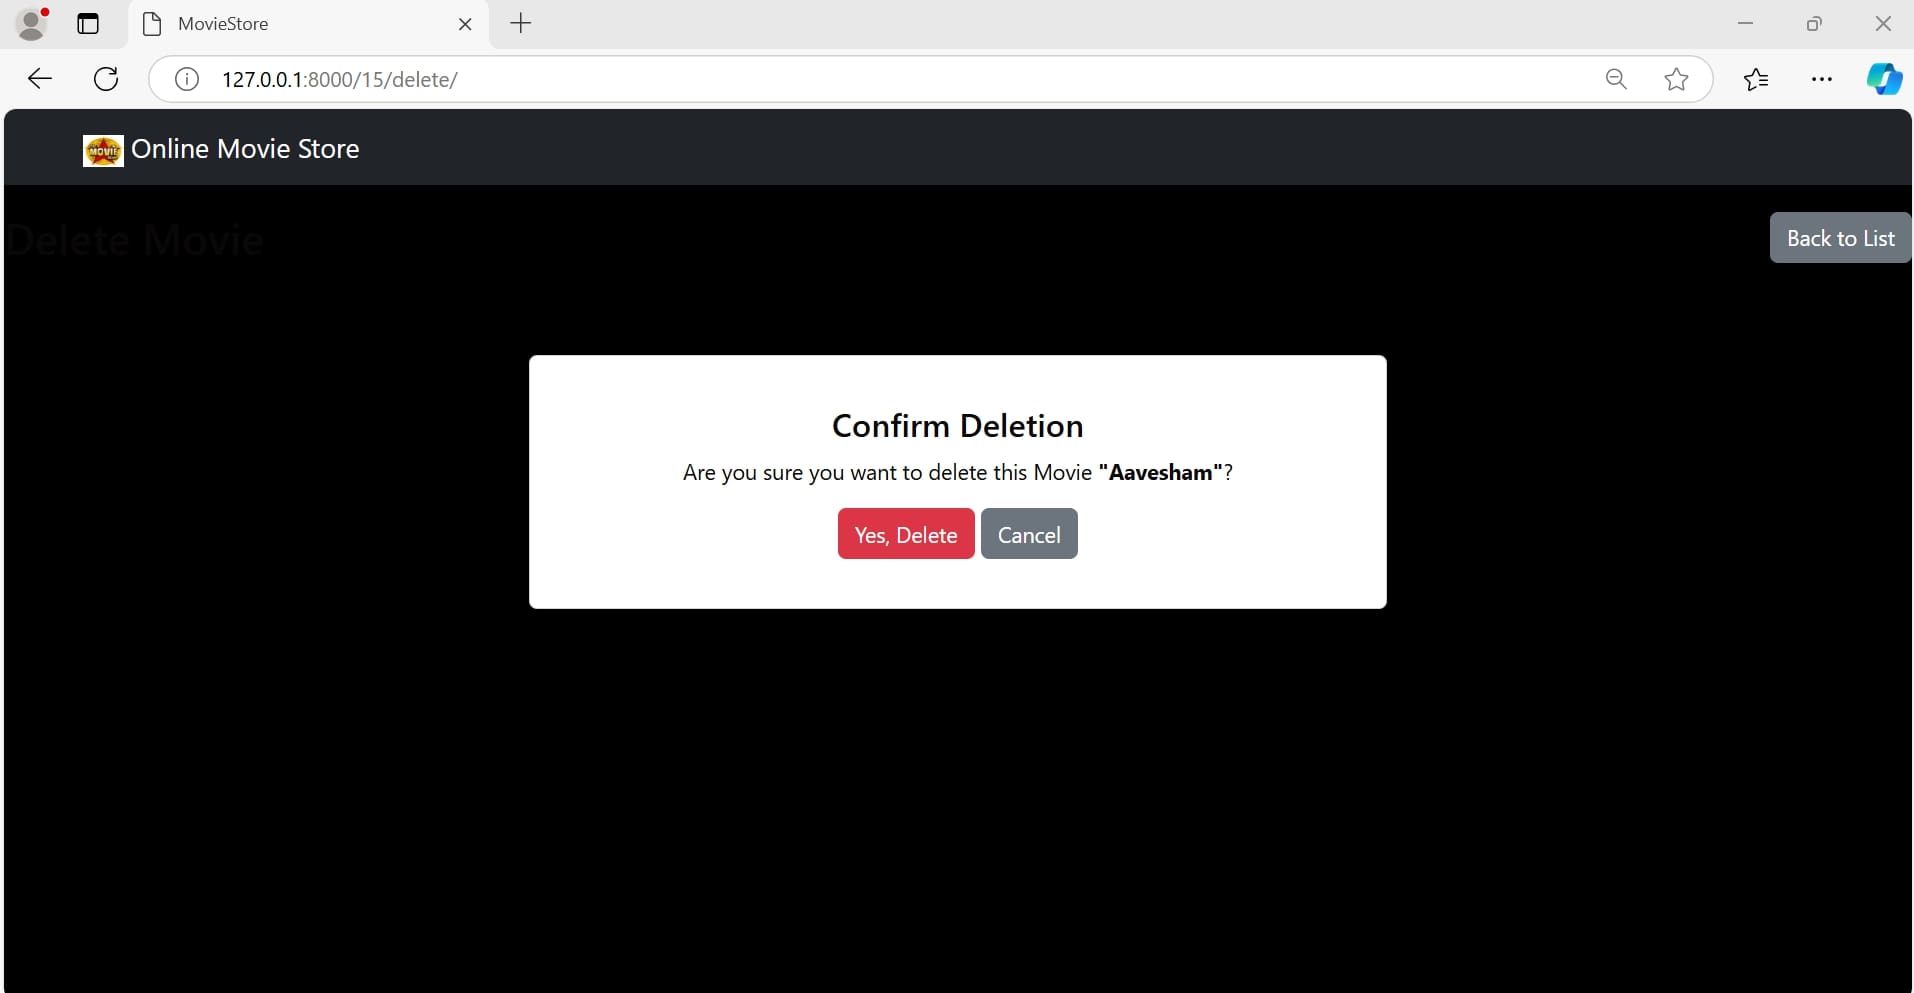 MovieStore
127.0.0.1:8000/15/delete/
MOVIE
Online Movie Store
Delete Movie
Back to List
Confirm Deletion
Are you sure you want to delete this Movie "Aavesham"?
Yes, Delete
Cancel